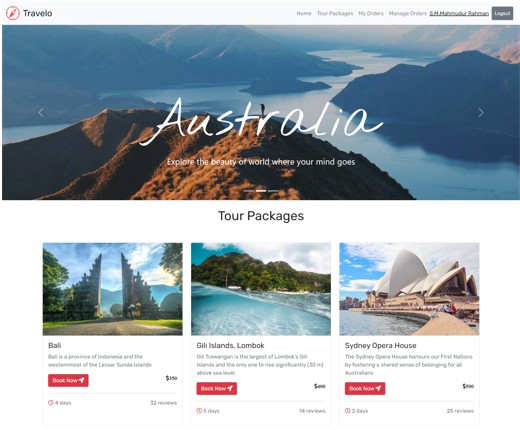 Travelo
Home Tour Packages My Orders Manage Orders S.M.Mahmudur Rahman Logout
Australia
Explore the beauty of world where your mind goes
Tour Packages
Bali
Bali is a province of Indonesia and the
westernmost of the Lesser Sunda Islands
Book Now
4 days 32 reviews
Gili Islands, Lombok
Gili Trawangan is the largest of Lombok's Gili
Islands and the only one to rise significantly (30 m)
above sea level.
Book Now
5 days 14 reviews
Sydney Opera House
The Sydney Opera House honours our First Nations
by fostering a shared sense of belonging for all
Australians.
Book Now
3 days 25 reviews